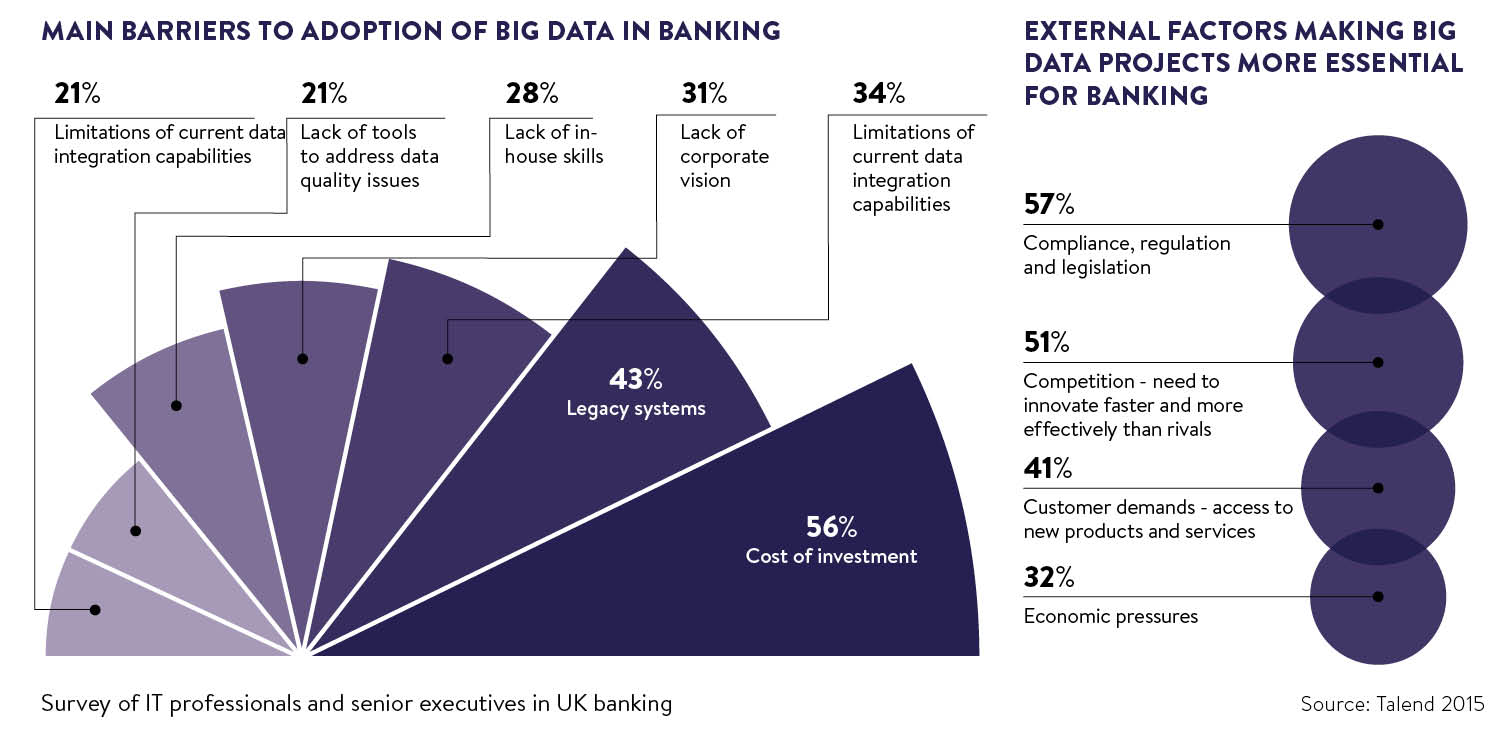 MAIN BARRIERS TO ADOPTION OF BIG DATA IN BANKING
21%
Limitations of current data
integration capabilities
21%
Lack of tools
to address data
quality issues
28%
Lack of in-
house skills
31%
Lack of
corporate
vision
34%
Limitations of
current data
integration
capabilities
43%
Legacy systems
56%
Cost of investment
Survey of IT professionals and senior executives in UK banking
EXTERNAL FACTORS MAKING BIG
DATA PROJECTS MORE ESSENTIAL
FOR BANKING
57%
Compliance, regulation
and legislation
51%
Competition - need to
innovate faster and more
effectively than rivals
41%
Customer demands - access to
new products and services
32%
Economic pressures
Source: Talend 2015